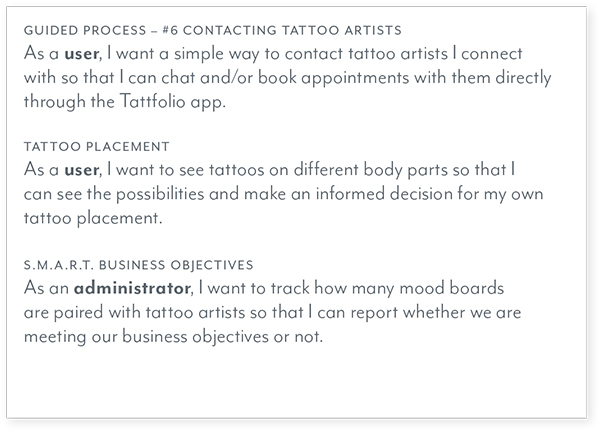 GUIDED PROCESS – #6 CONTACTING TATTOO ARTISTS
As a user, I want a simple way to contact tattoo artists I connect
with so that I can chat and/or book appointments with them directly
through the Tattfolio app.
TATTOO PLACEMENT
As a user, I want to see tattoos on different body parts so that I
can see the possibilities and make an informed decision for my own
tattoo placement.
S.M.A.R.T. BUSINESS OBJECTIVES
As an administrator, I want to track how many mood boards
are paired with tattoo artists so that I can report whether we are
meeting our business objectives or not.